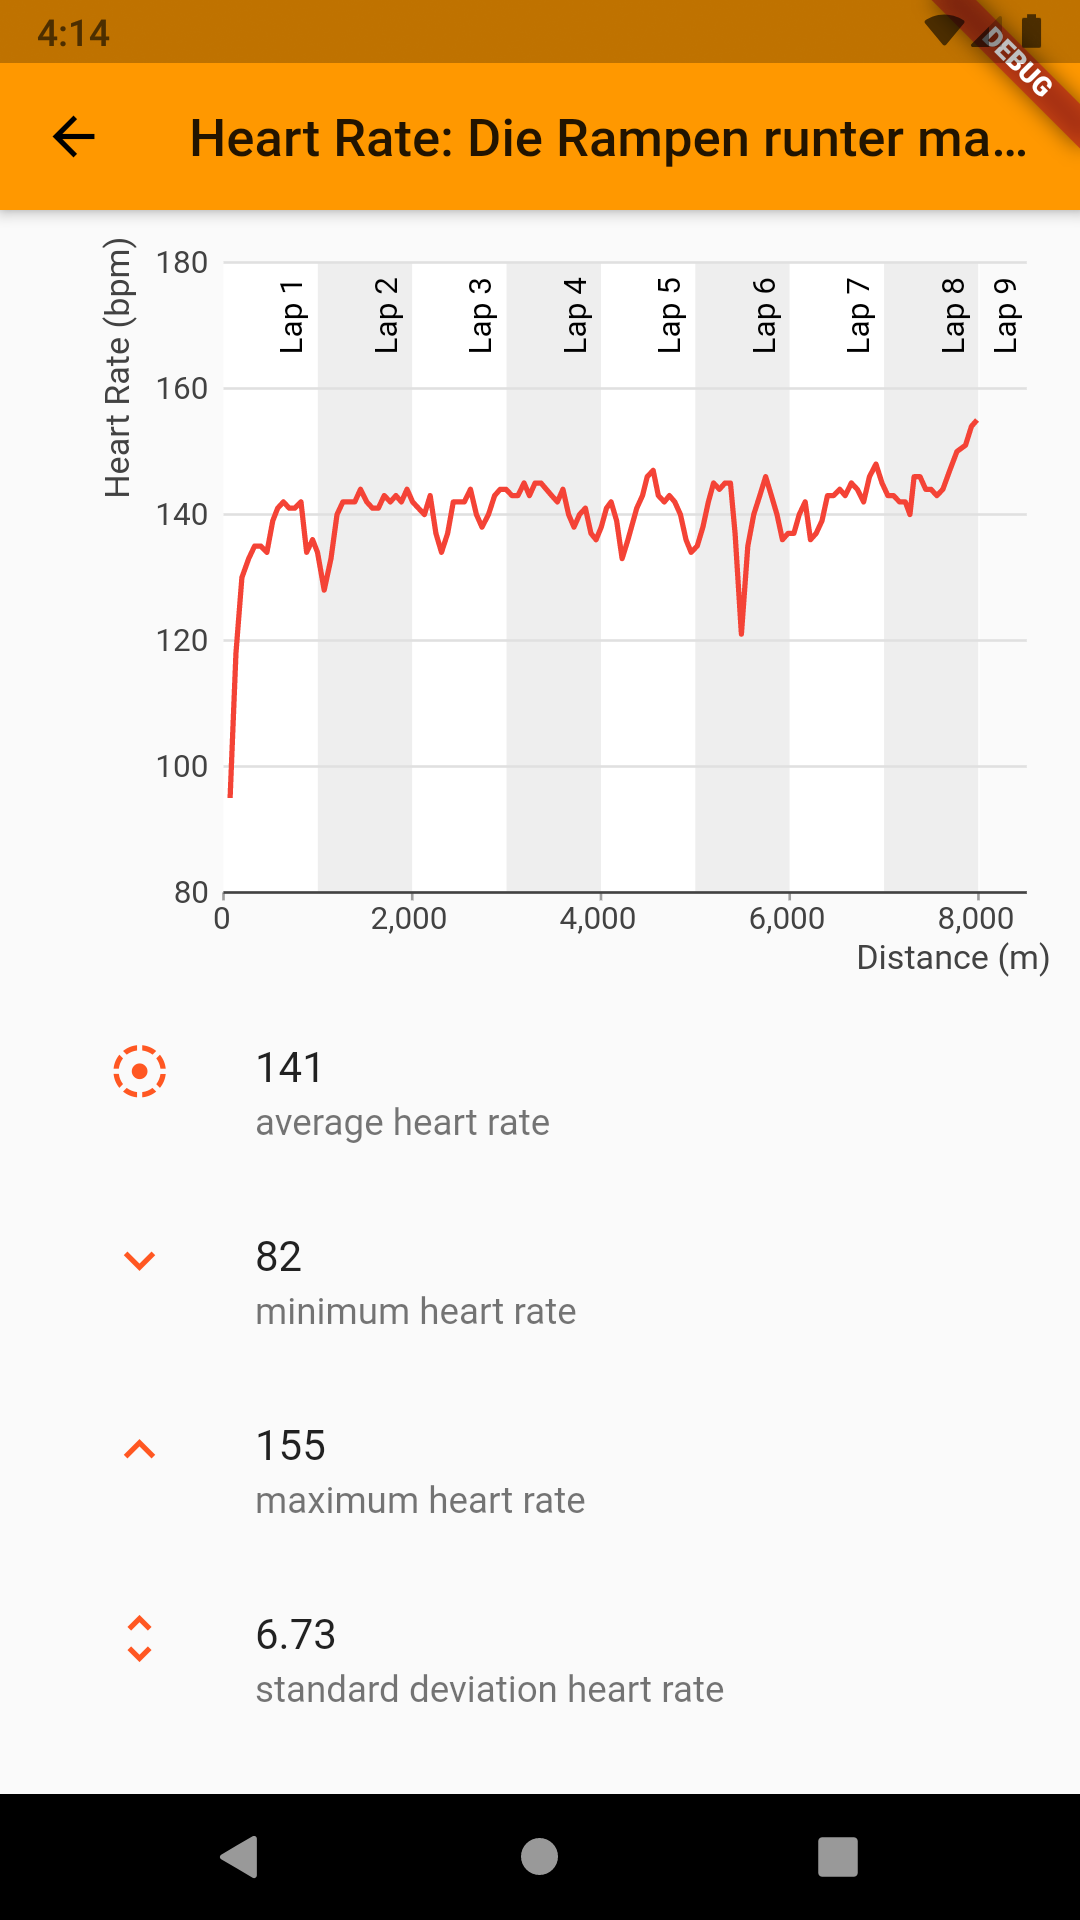 4:14
DEBUG
Heart Rate: Die Rampen runter ma...
Heart Rate (bpm)
180
160
140
120
100
80
Lap 1
Lap 2
Lap 3
Lap 4
Lap 5
Lap 6
Lap 7
Lap 8
Lap 9
0 2,000 4,000 6,000 8,000
Distance (m)
141
average heart rate
82
minimum heart rate
155
maximum heart rate
6.73
standard deviation heart rate